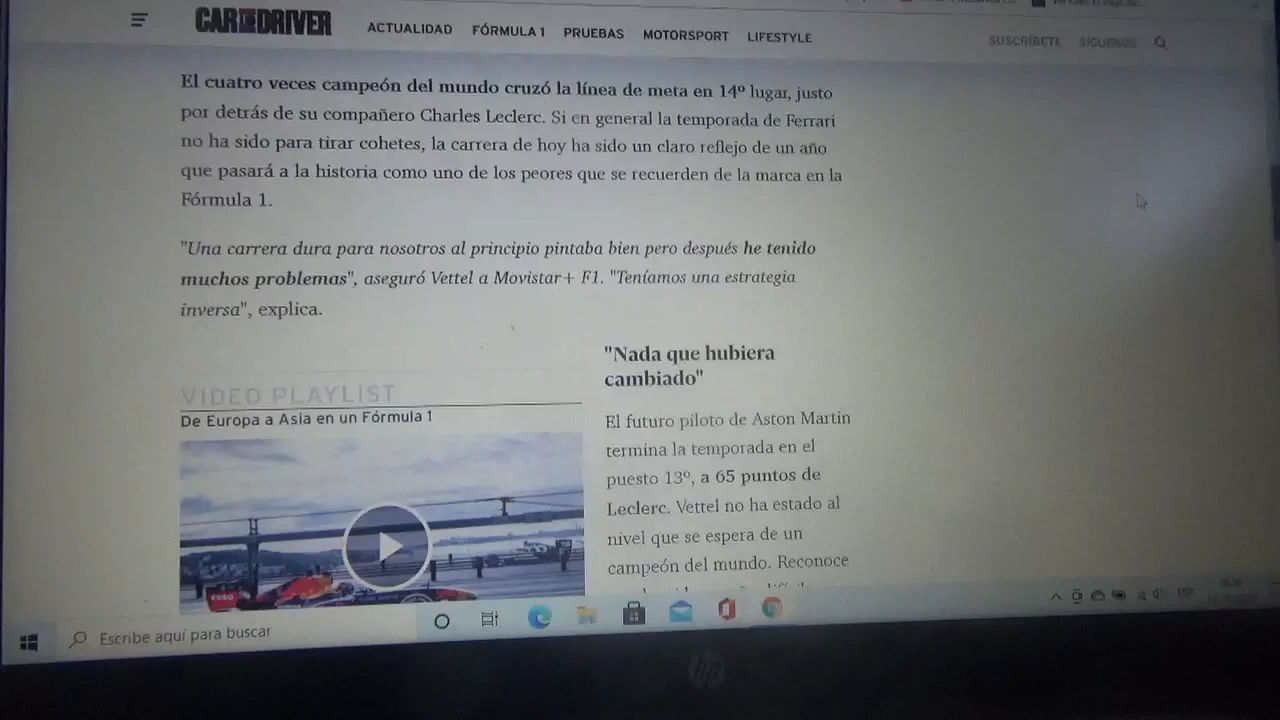 CAR DRIVER
ACTUALIDAD FÓRMULA 1 PRUEBAS MOTORSPORT LIFESTYLE
SUSCRÍBETE SÍGUENOS
El cuatro veces campeón del mundo cruzó la línea de meta en 14º lugar, justo
por detrás de su compañero Charles Leclerc. Si en general la temporada de Ferrari
no ha sido para tirar cohetes, la carrera de hoy ha sido un claro reflejo de un año
que pasará a la historia como uno de los peores que se recuerden de la marca en la
Fórmula 1.
"Una carrera dura para nosotros al principio pintaba bien pero después he tenido
muchos problemas", aseguró Vettel a Movistar+ F1. "Teníamos una estrategia
inversa", explica.
VIDEO PLAYLIST
De Europa a Asia en un Fórmula 1
"Nada que hubiera
cambiado"
El futuro piloto de Aston Martin
termina la temporada en el
puesto 13º, a 65 puntos de
Leclerc. Vettel no ha estado al
nivel que se espera de un
campeón del mundo. Reconoce
Escribe aquí para buscar
ESP
hp